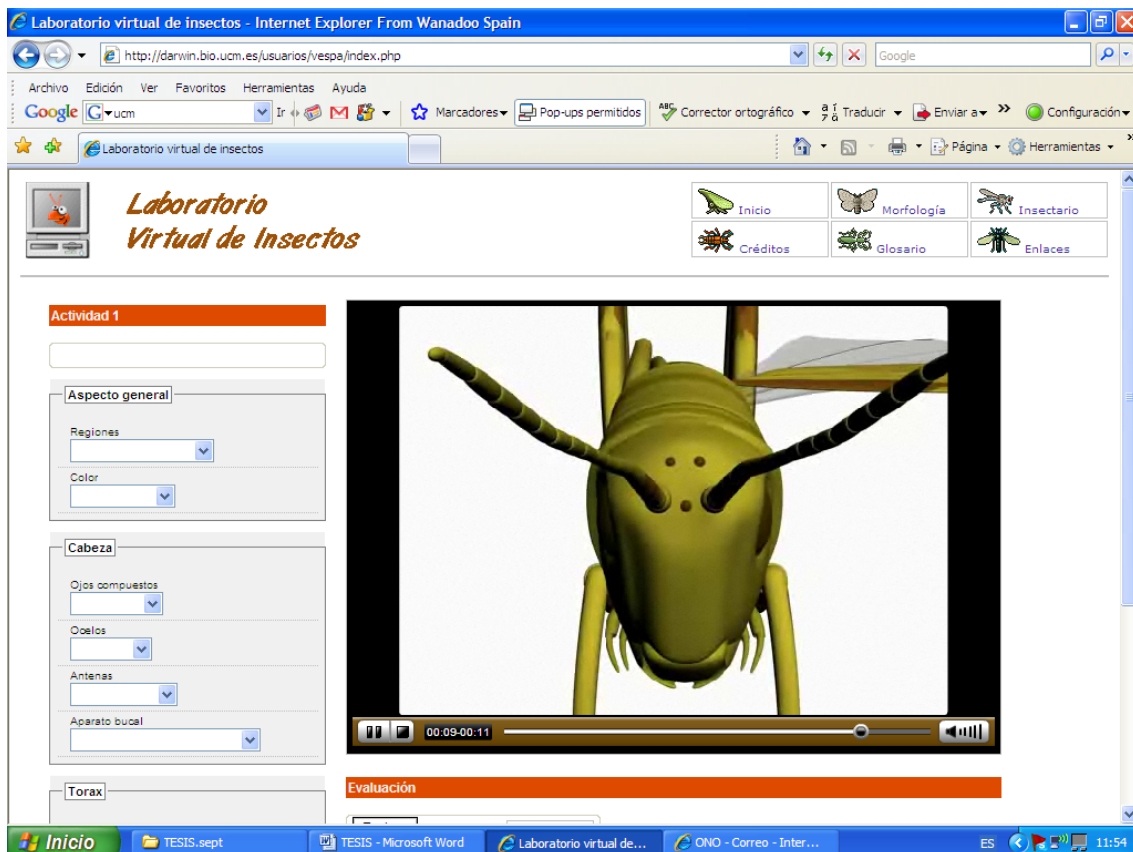 Laboratorio virtual de insectos - Internet Explorer From Wanadoo Spain
http://darwin.bio.ucm.es/usuarios/vespa/index.php
Google
Archivo Edición Ver Favoritos Herramientas Ayuda
Google G ucm Ir Marcadores Pop-ups permitidos ABC Corrector ortográfico Traducir Enviar a Configuración
Laboratorio virtual de insectos Página Herramientas
Laboratorio
Virtual de Insectos
Inicio Morfología Insectario
Créditos Glosario Enlaces
Actividad 1
Aspecto general
Regiones
Color
Cabeza
Ojos compuestos
Ocelos
Antenas
Aparato bucal
00:09-00:11
Torax
Evaluación
Inicio TESIS.sept TESIS - Microsoft Word Laboratorio virtual de... ONO - Correo - Inter... ES 11:54